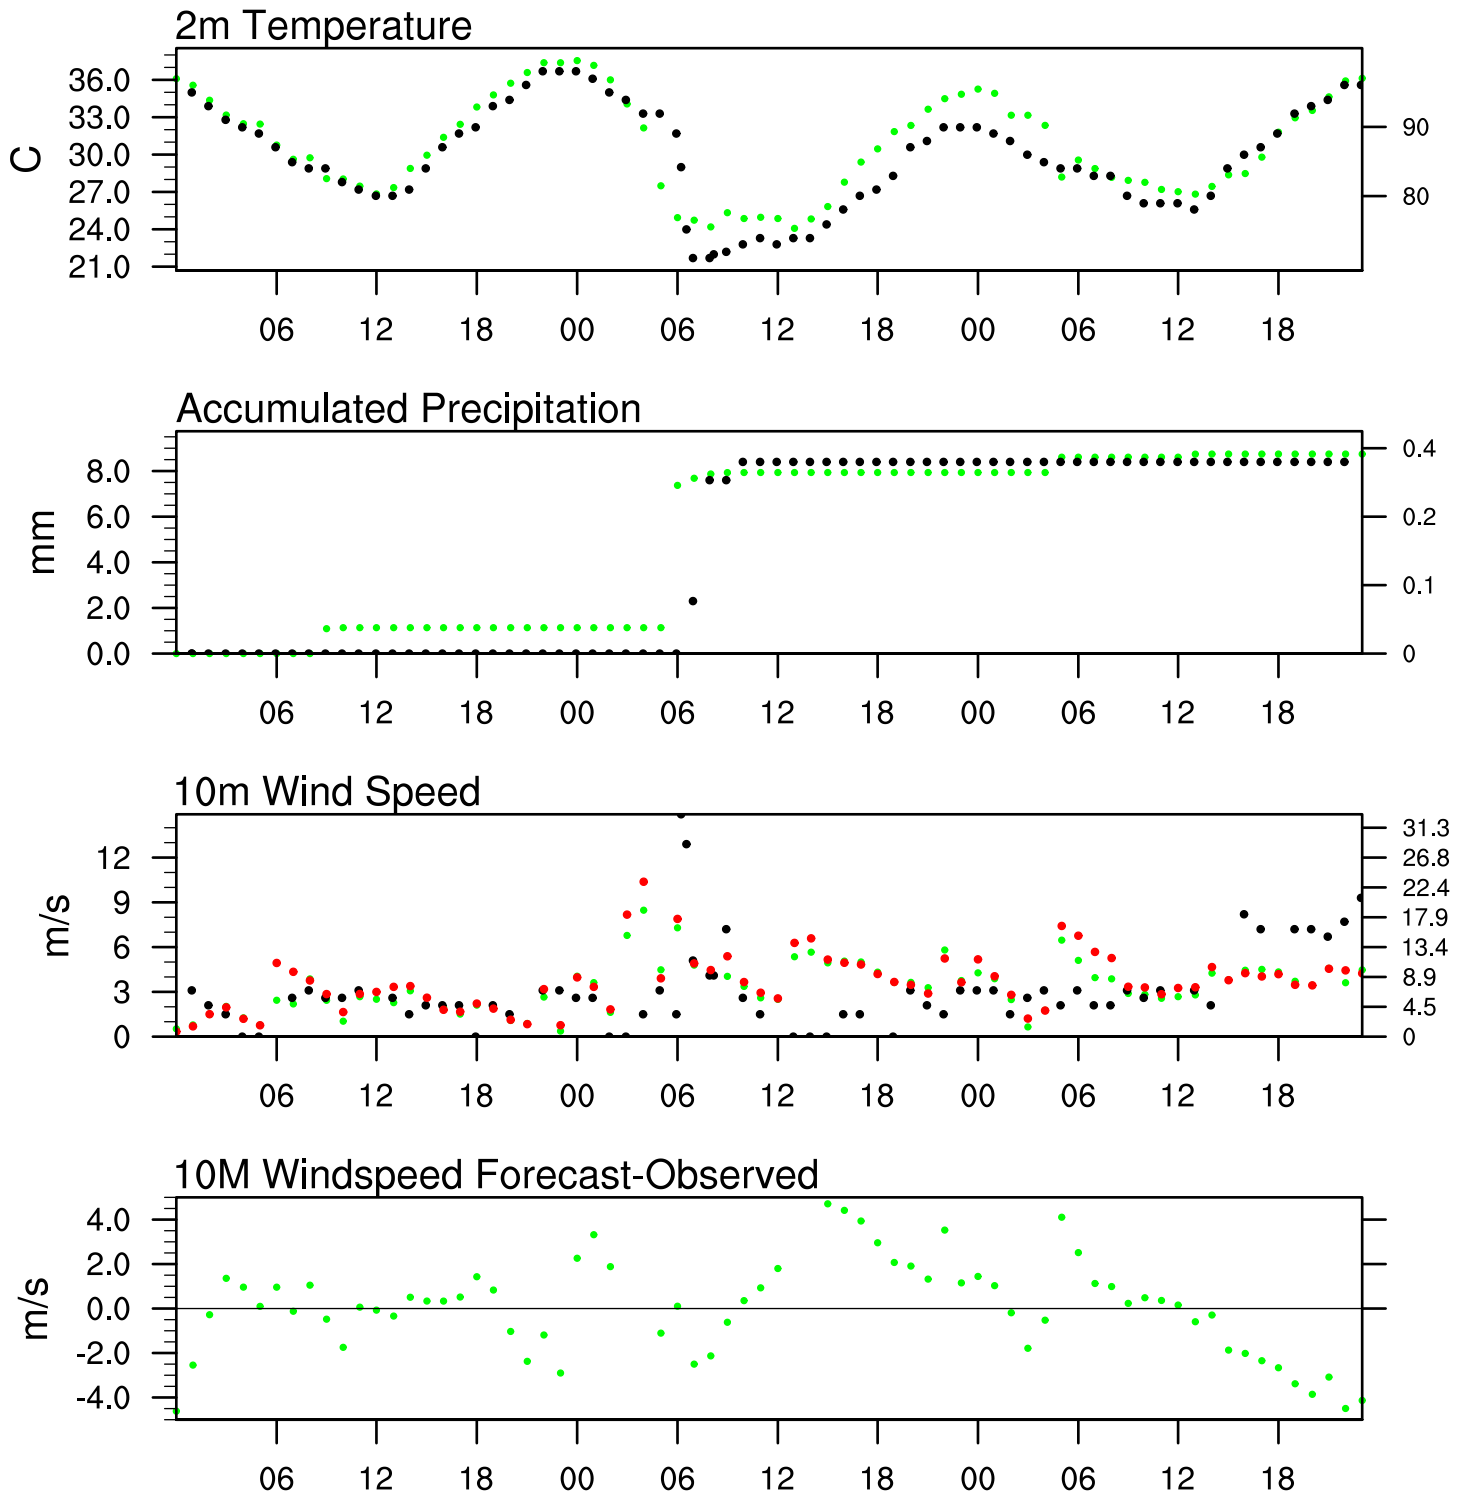 2m Temperature
36.0
33.0
30.0
27.0
24.0
21.0
C
90
80
06 12 18 00 06 12 18 00 06 12 18
Accumulated Precipitation
8.0
6.0
4.0
2.0
0.0
mm
0.4
0.2
0.1
0
06 12 18 00 06 12 18 00 06 12 18
10m Wind Speed
12
9
6
3
0
m/s
31.3
26.8
22.4
17.9
13.4
8.9
4.5
0
06 12 18 00 06 12 18 00 06 12 18
10M Windspeed Forecast-Observed
4.0
2.0
0.0
-2.0
-4.0
m/s
06 12 18 00 06 12 18 00 06 12 18